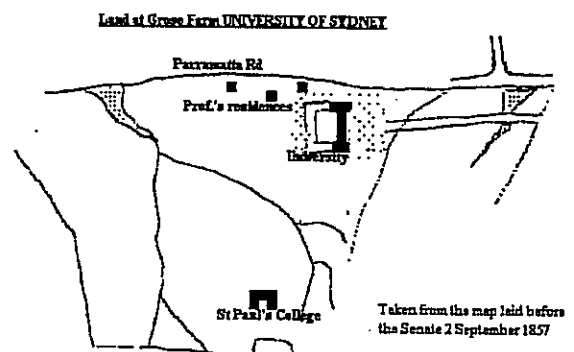 Land at Grose Farm UNIVERSITY OF SYDNEY
Parramatta Rd
Prof.'s residences
University
St Paul's College
Taken from the map laid before
the Senate 2 September 1857